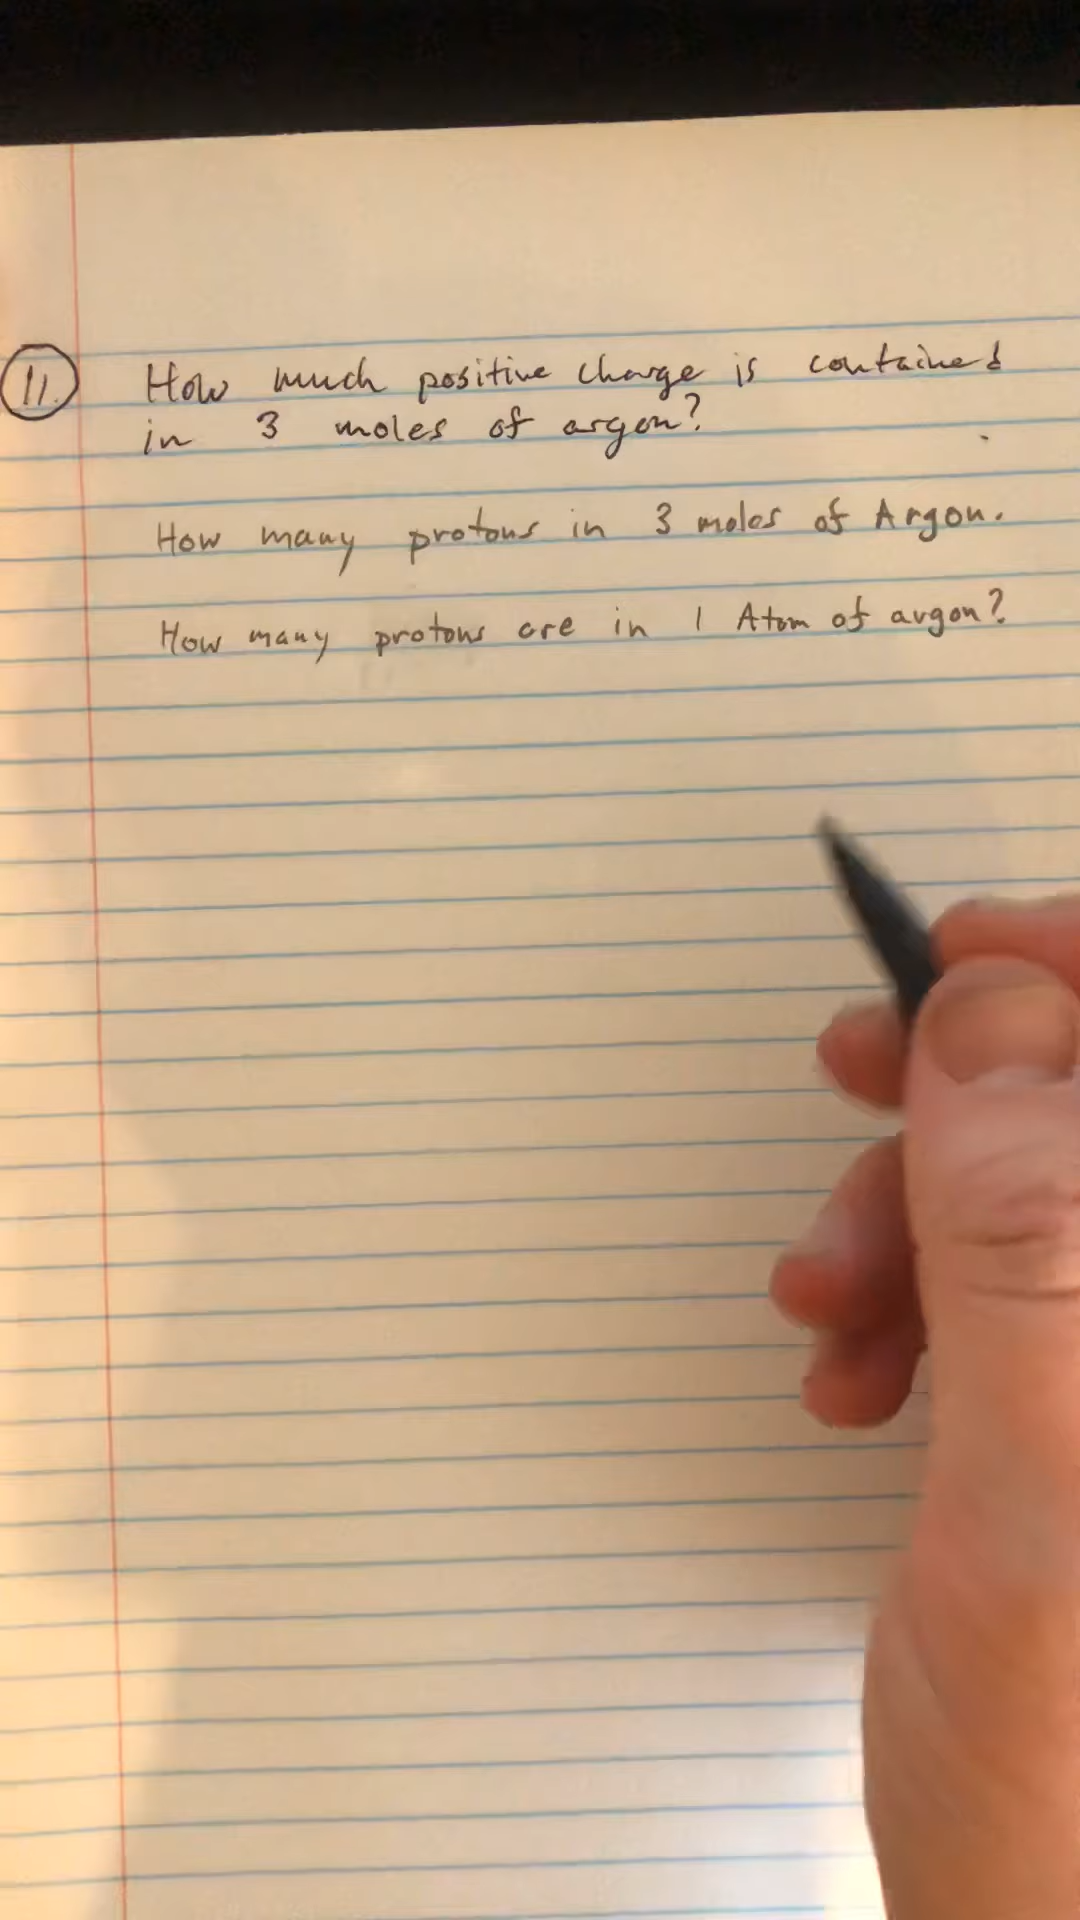 11. How much positive charge is contained
in 3 moles of argon?
How many protons in 3 moles of Argon.
How many protons are in 1 Atom of argon?